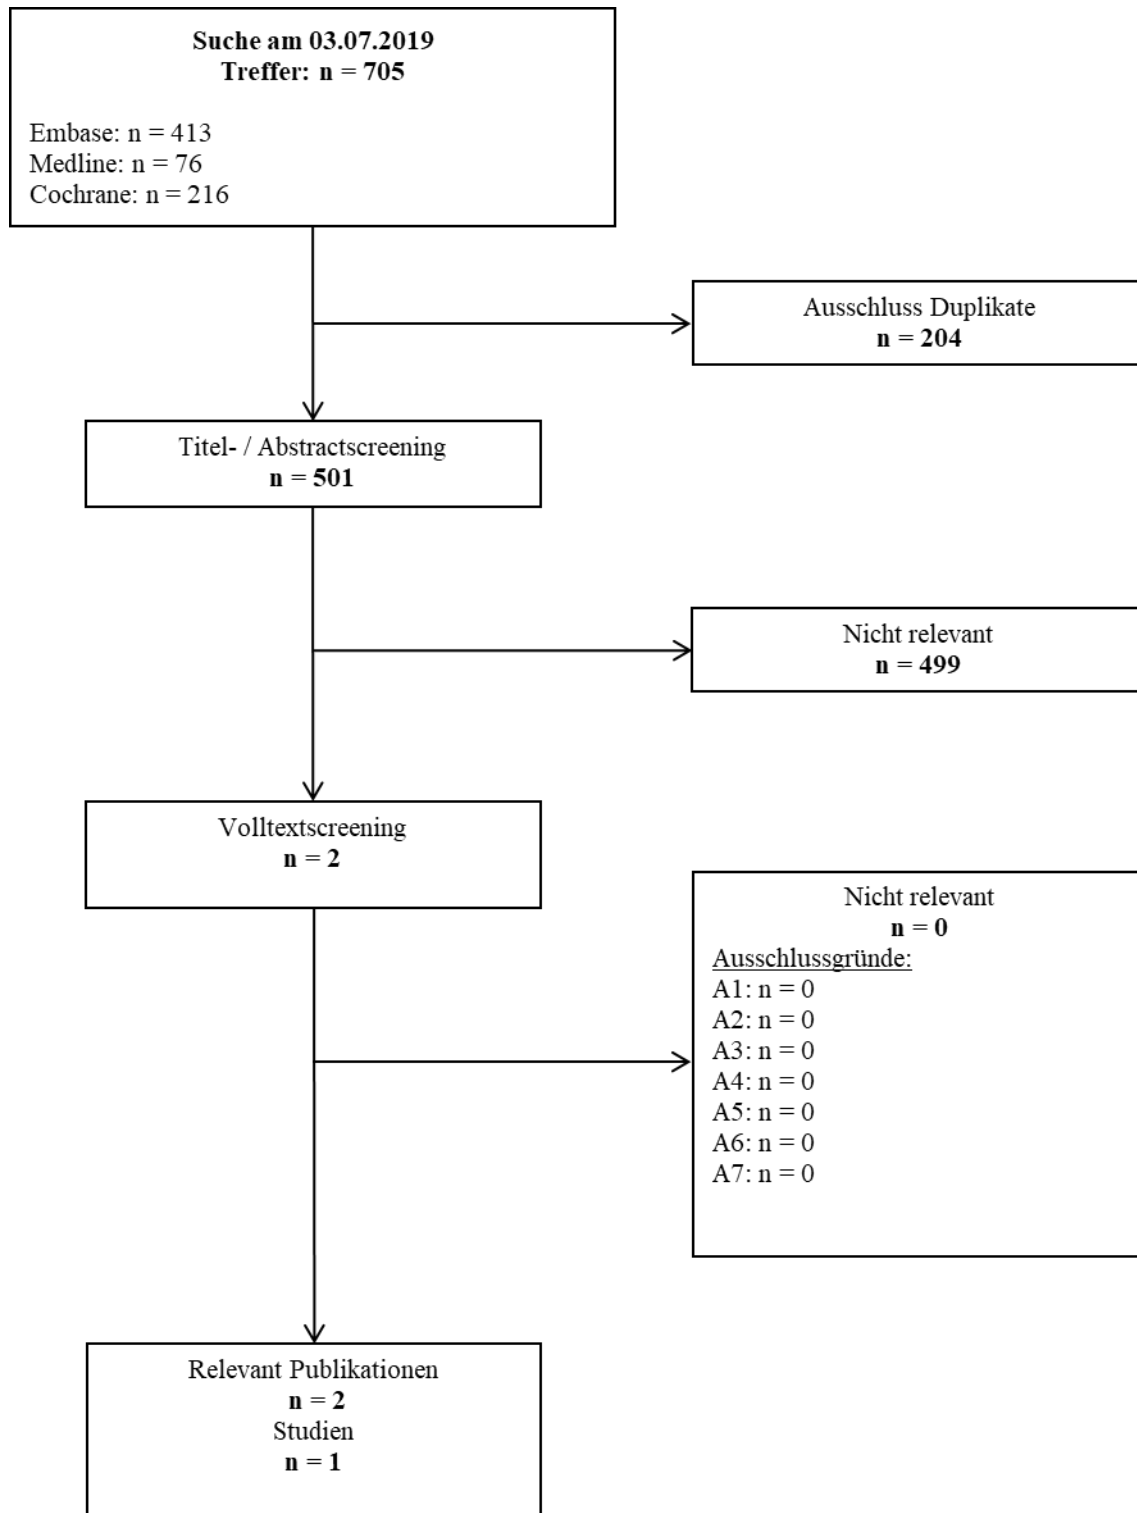 Suche am 03.07.2019
Treffer: n = 705
Embase: n = 413
Medline: n = 76
Cochrane: n = 216
Ausschluss Duplikate
n = 204
Titel- / Abstractscreening
n = 501
Nicht relevant
n = 499
Volltextscreening
n = 2
Nicht relevant
n = 0
Ausschlussgründe:
A1: n = 0
A2: n = 0
A3: n = 0
A4: n = 0
A5: n = 0
A6: n = 0
A7: n = 0
Relevant Publikationen
n = 2
Studien
n = 1